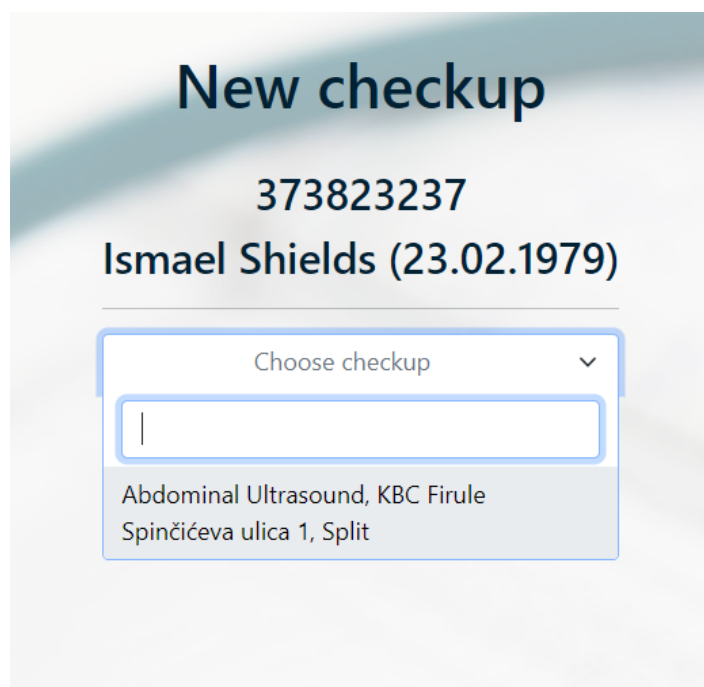 New checkup
373823237
Ismael Shields (23.02.1979)
Choose checkup
Abdominal Ultrasound, KBC Firule
Spinčićeva ulica 1, Split